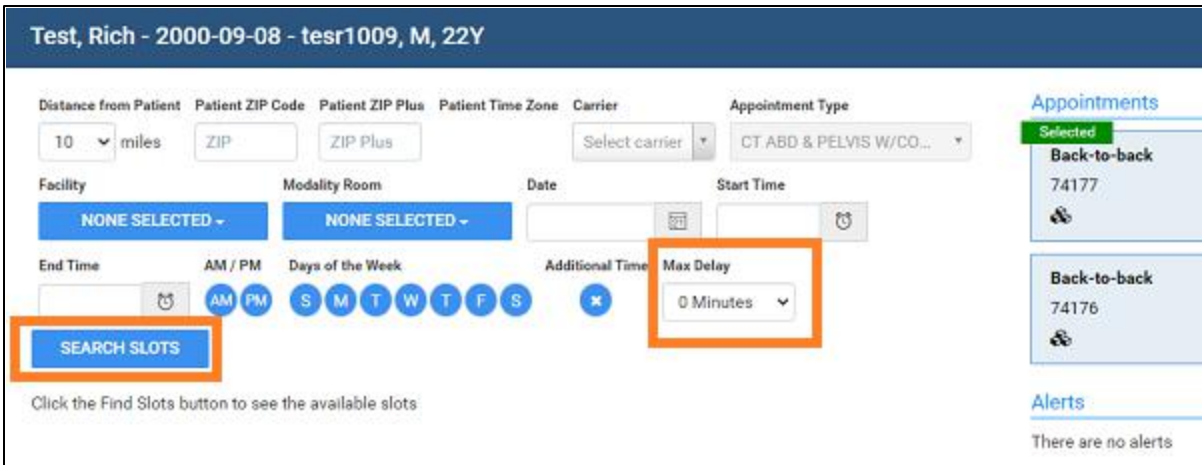 Test, Rich - 2000-09-08 - tesr1009, M, 22Y
Distance from Patient Patient ZIP Code Patient ZIP Plus Patient Time Zone Carrier Appointment Type
10 miles ZIP ZIP Plus Select carrier CT ABD & PELVIS W/CO...
Facility Modality Room Date Start Time
NONE SELECTED NONE SELECTED
End Time AM / PM Days of the Week Additional Time Max Delay
AM PM S M T W T F S 0 Minutes
SEARCH SLOTS
Click the Find Slots button to see the available slots
Appointments
Selected
Back-to-back
74177
Back-to-back
74176
Alerts
There are no alerts